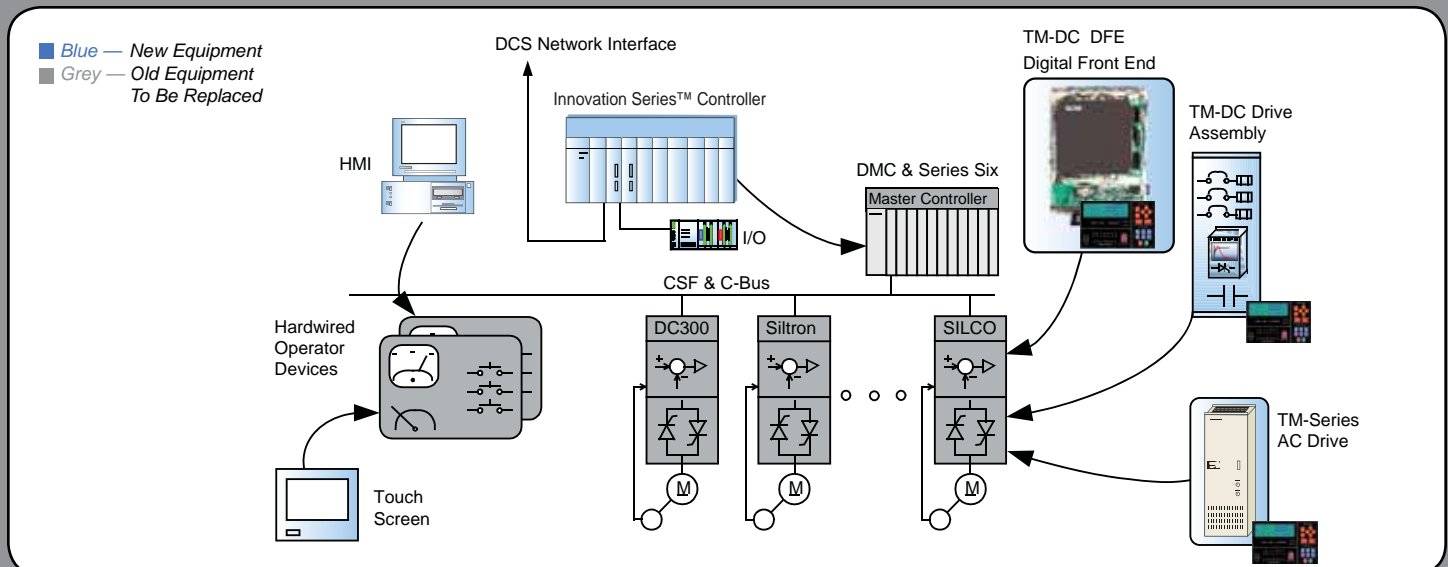 Blue — New Equipment
Grey — Old Equipment
To Be Replaced
DCS Network Interface
Innovation Series™ Controller
HMI
I/O
DMC & Series Six
Master Controller
TM-DC DFE
Digital Front End
TM-DC Drive
Assembly
CSF & C-Bus
Hardwired
Operator
Devices
DC300
Siltron
SILCO
+
-
+
-
+
-
M
M
M
Touch
Screen
TM-Series
AC Drive